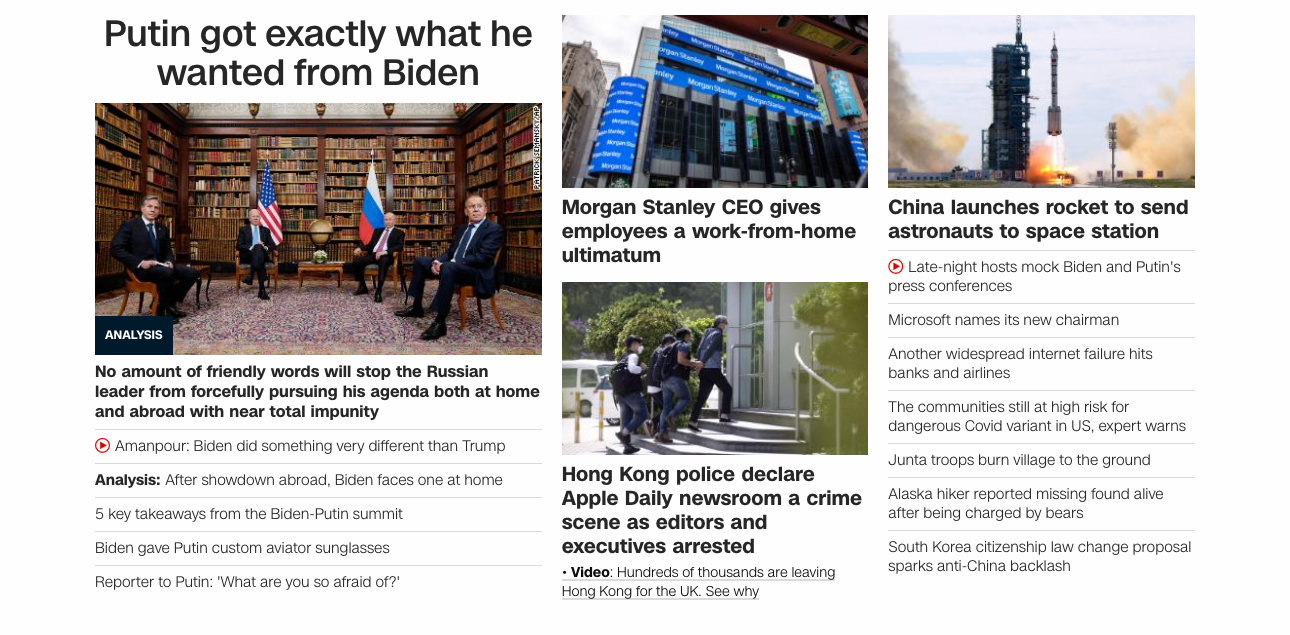 Putin got exactly what he
wanted from Biden
PATRICK SEMANSKY/AP
ANALYSIS
No amount of friendly words will stop the Russian
leader from forcefully pursuing his agenda both at home
and abroad with near total impunity
Amanpour: Biden did something very different than Trump
Analysis: After showdown abroad, Biden faces one at home
5 key takeaways from the Biden-Putin summit
Biden gave Putin custom aviator sunglasses
Reporter to Putin: 'What are you so afraid of?'
Morgan Stanley
Morgan Stanley CEO gives
employees a work-from-home
ultimatum
Hong Kong police declare
Apple Daily newsroom a crime
scene as editors and
executives arrested
• Video: Hundreds of thousands are leaving
Hong Kong for the UK. See why
China launches rocket to send
astronauts to space station
Late-night hosts mock Biden and Putin's
press conferences
Microsoft names its new chairman
Another widespread internet failure hits
banks and airlines
The communities still at high risk for
dangerous Covid variant in US, expert warns
Junta troops burn village to the ground
Alaska hiker reported missing found alive
after being charged by bears
South Korea citizenship law change proposal
sparks anti-China backlash